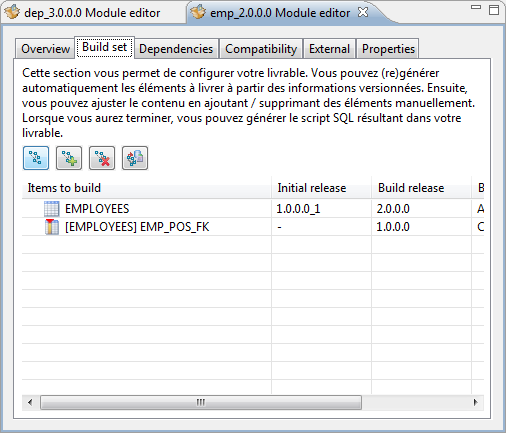 dep_3.0.0.0 Module editor emp_2.0.0.0 Module editor
Overview Build set Dependencies Compatibility External Properties
Cette section vous permet de configurer votre livrable. Vous pouvez (re)générer
automatiquement les éléments à livrer à partir des informations versionnées. Ensuite,
vous pouvez ajuster le contenu en ajoutant / supprimant des éléments manuellement.
Lorsque vous aurez terminer, vous pouvez générer le script SQL résultant dans votre
livrable.
Items to build Initial release Build release B
EMPLOYEES 1.0.0.0_1 2.0.0.0 A
[EMPLOYEES] EMP_POS_FK - 1.0.0.0 C